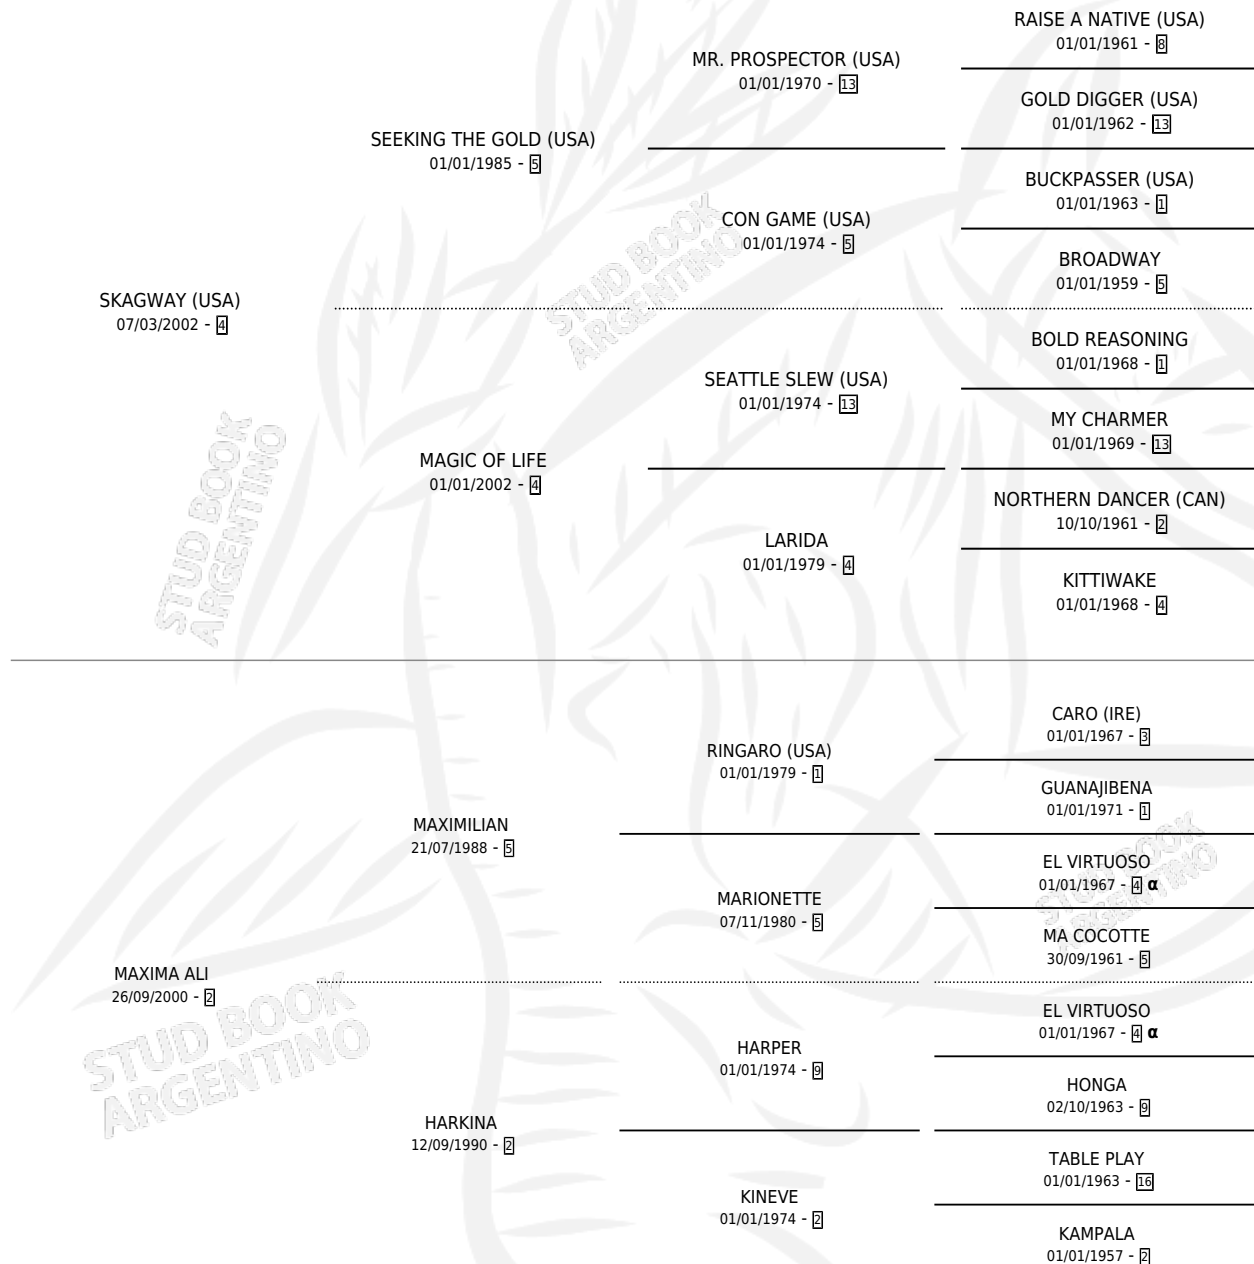 RAISE A NATIVE (USA)
01/01/1961 - 8
MR. PROSPECTOR (USA)
01/01/1970 - 13
GOLD DIGGER (USA)
01/01/1962 - 13
SEEKING THE GOLD (USA)
01/01/1985 - 5
BUCKPASSER (USA)
01/01/1963 - 1
CON GAME (USA)
01/01/1974 - 5
BROADWAY
01/01/1959 - 5
STUD BOOK
ARGENTINO
SKAGWAY (USA)
07/03/2002 - 4
BOLD REASONING
01/01/1968 - 1
SEATTLE SLEW (USA)
01/01/1974 - 13
MY CHARMER
01/01/1969 - 13
MAGIC OF LIFE
01/01/2002 - 4
NORTHERN DANCER (CAN)
10/10/1961 - 2
LARIDA
01/01/1979 - 4
KITTIWAKE
01/01/1968 - 4
STUD BOOK
ARGENTINO
CARO (IRE)
01/01/1967 - 3
RINGARO (USA)
01/01/1979 - 1
GUANAJIBENA
01/01/1971 - 1
MAXIMILIAN
21/07/1988 - 5
EL VIRTUOSO
01/01/1967 - 4 α
MARIONETTE
07/11/1980 - 5
MA COCOTTE
30/09/1961 - 5
STUD BOOK
ARGENTINO
MAXIMA ALI
26/09/2000 - 2
EL VIRTUOSO
01/01/1967 - 4 α
HARPER
01/01/1974 - 9
HONGA
02/10/1963 - 9
HARKINA
12/09/1990 - 2
TABLE PLAY
01/01/1963 - 16
KINEVE
01/01/1974 - 2
KAMPALA
01/01/1957 - 2
STUD BOOK
ARGENTINO